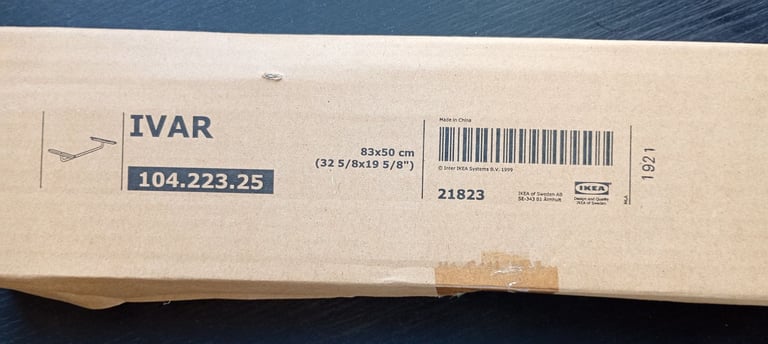 IVAR
104.223.25
83x50 cm
(32 5/8x19 5/8")
Made in China
© Inter IKEA Systems B.V. 1999
21823
IKEA of Sweden AB
SE-343 81 Älmhult
IKEA
Design and Quality
IKEA of Sweden
1921